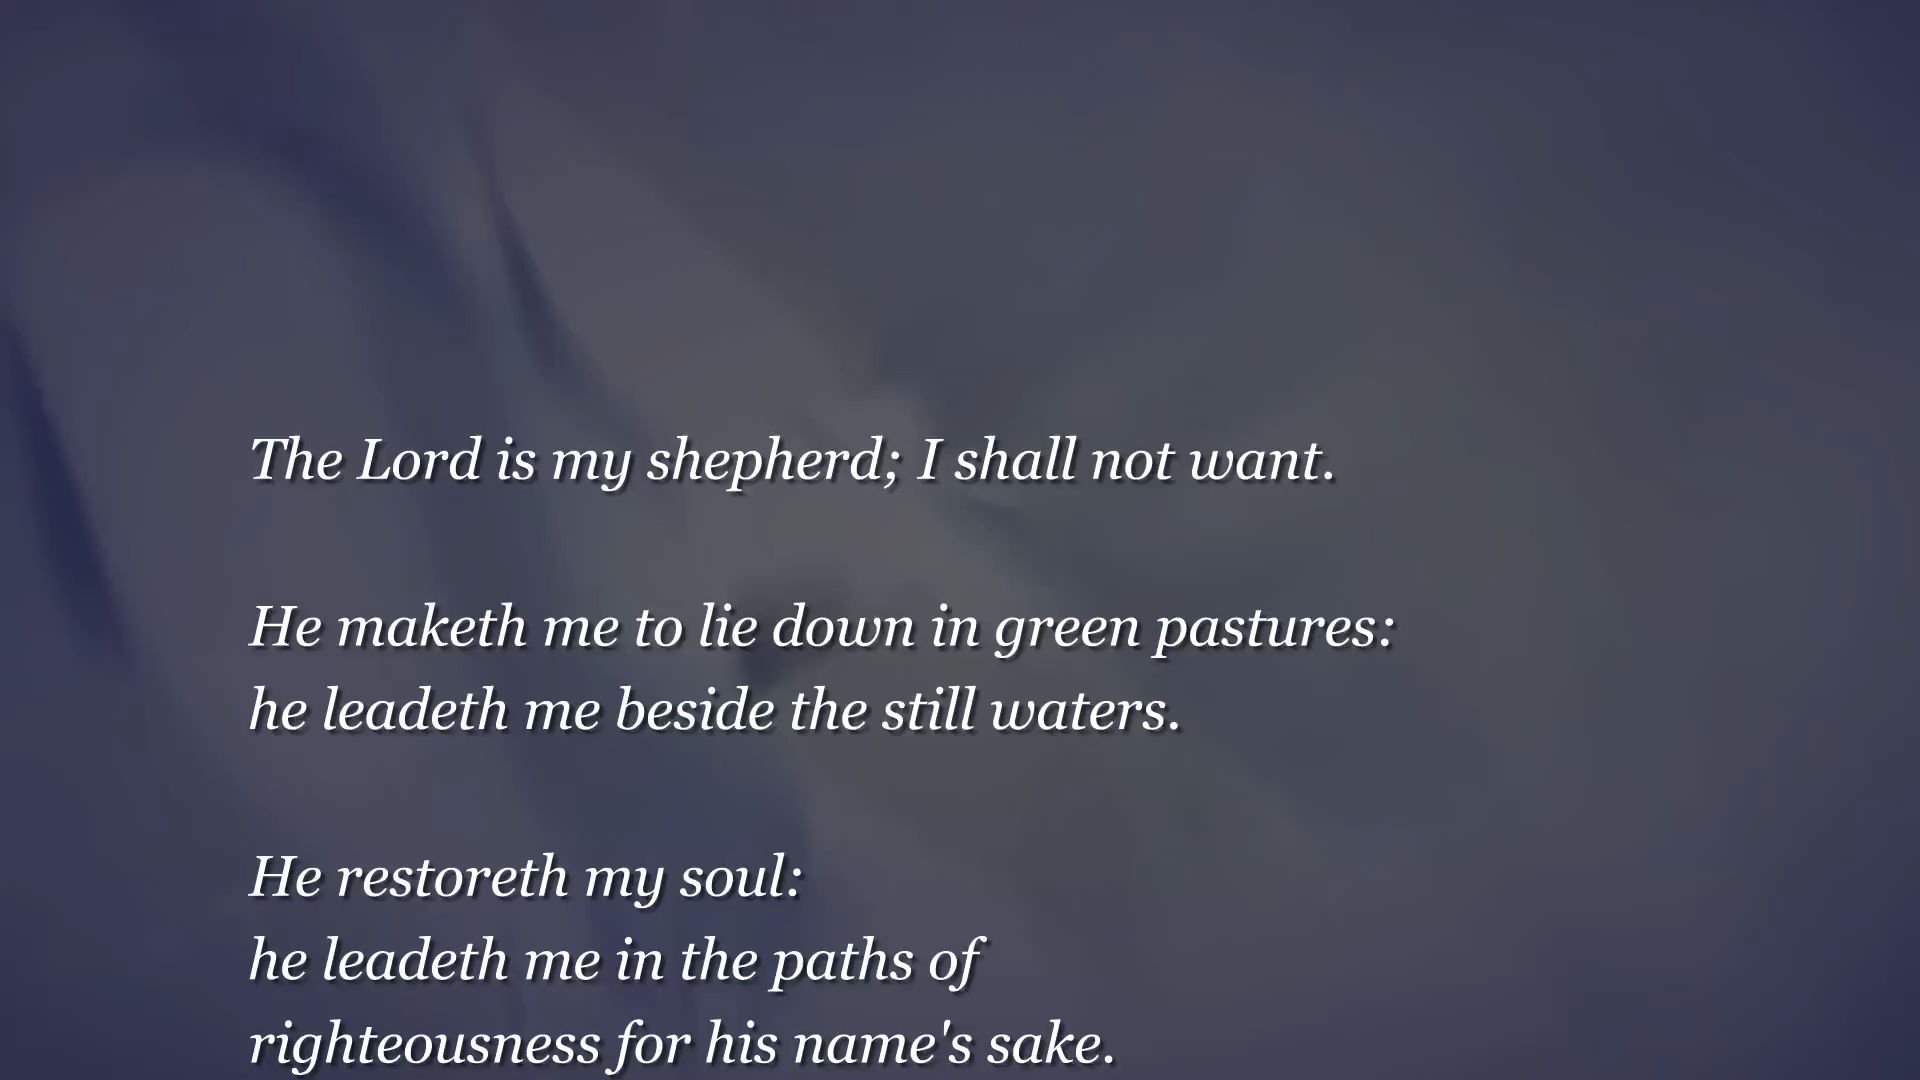 The Lord is my shepherd; I shall not want.
He maketh me to lie down in green pastures:
he leadeth me beside the still waters.
He restoreth my soul:
he leadeth me in the paths of
righteousness for his name's sake.